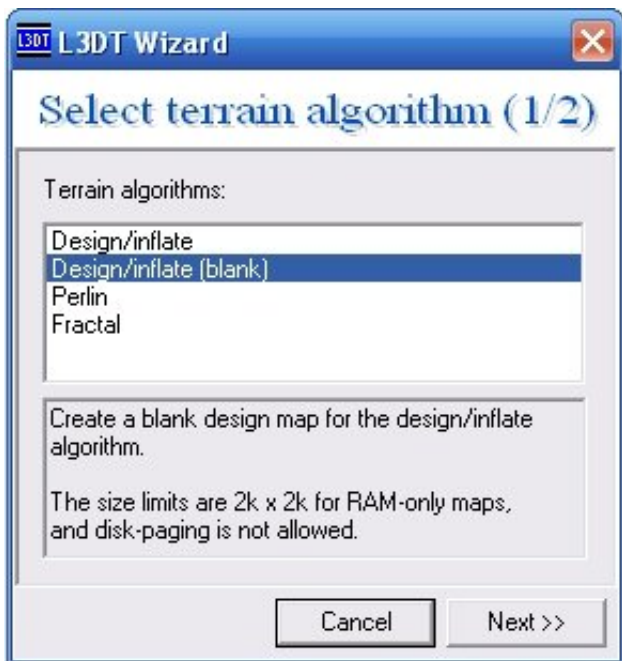 L3DT L3DT Wizard
Select terrain algorithm (1/2)
Terrain algorithms:
Design/inflate
Design/inflate (blank)
Perlin
Fractal
Create a blank design map for the design/inflate
algorithm.
The size limits are 2k x 2k for RAM-only maps,
and disk-paging is not allowed.
Cancel Next >>